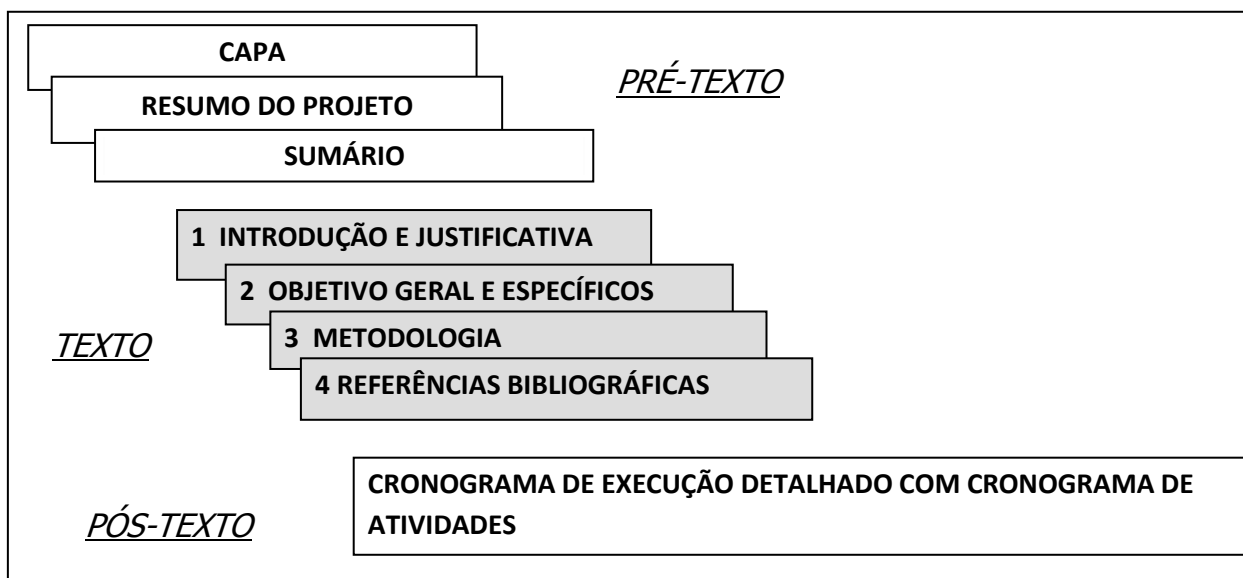 CAPA
PRÉ-TEXTO
RESUMO DO PROJETO
SUMÁRIO
1 INTRODUÇÃO E JUSTIFICATIVA
2 OBJETIVO GERAL E ESPECÍFICOS
3 METODOLOGIA
TEXTO
4 REFERÊNCIAS BIBLIOGRÁFICAS
CRONOGRAMA DE EXECUÇÃO DETALHADO COM CRONOGRAMA DE
ATIVIDADES
PÓS-TEXTO